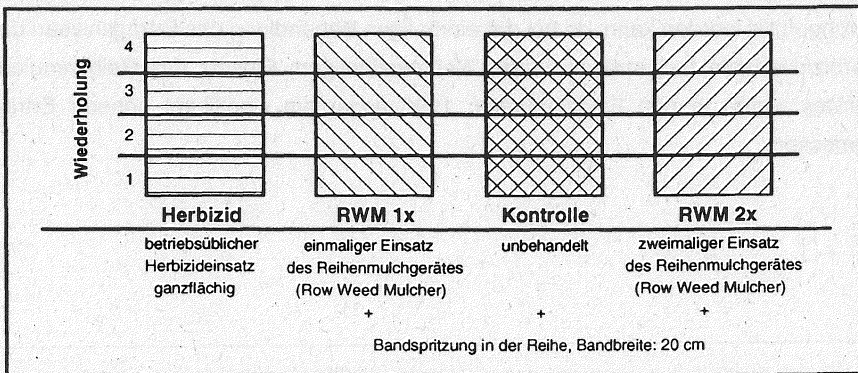 Wiederholung
4
3
2
1
Herbizid RWM 1x Kontrolle RWM 2x
betriebsüblicher einmaliger Einsatz unbehandelt zweimaliger Einsatz
Herbizideinsatz des Reihenmulchgerätes des Reihenmulchgerätes
ganzflächig (Row Weed Mulcher) (Row Weed Mulcher)
+ + +
Bandspritzung in der Reihe, Bandbreite: 20 cm